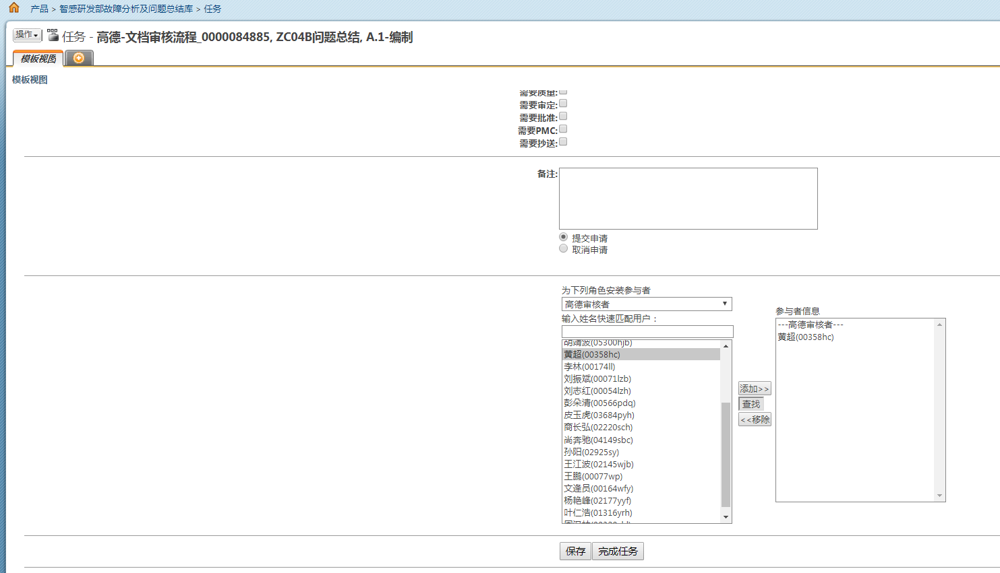 产品 > 智感研发部故障分析及问题总结库 > 任务
操作 任务 - 高德-文档审核流程_0000084885, ZC04B问题总结, A.1-编制
模板视图
模板视图
需要质量:
需要审定:
需要批准:
需要PMC:
需要抄送:
备注:
提交申请
取消申请
为下列角色安装参与者
高德审核者
输入姓名快速匹配用户：
胡靖波(05300hjb)
黄超(00358hc)
李林(00174ll)
刘振斌(00071lzb)
刘志红(00054lzh)
彭朵清(00566pdq)
皮玉虎(03684pyh)
商长弘(02220sch)
尚奔驰(04149sbc)
孙阳(02925sy)
王江波(02145wjb)
王鹏(00077wp)
文逢员(00164wfy)
杨艳峰(02177yyf)
叶仁浩(01316yrh)
添加>>
查找
<<移除
参与者信息
---高德审核者---
黄超(00358hc)
保存 完成任务